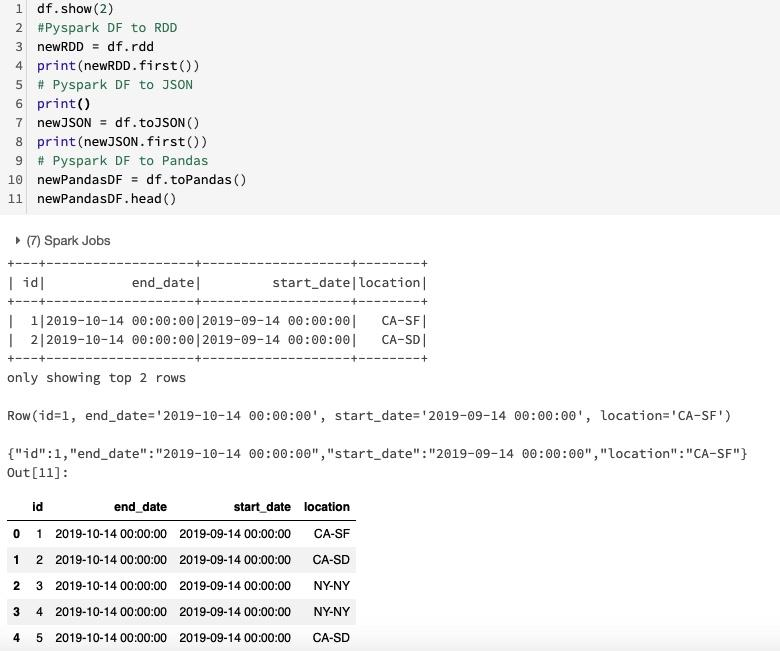 1 df.show(2)
2 #Pyspark DF to RDD
3 newRDD = df.rdd
4 print(newRDD.first())
5 # Pyspark DF to JSON
6 print()
7 newJSON = df.toJSON()
8 print(newJSON.first())
9 # Pyspark DF to Pandas
10 newPandasDF = df.toPandas()
11 newPandasDF.head()
(7) Spark Jobs
+---+-------------------+-------------------+--------+
| id|           end_date|         start_date|location|
+---+-------------------+-------------------+--------+
|  1|2019-10-14 00:00:00|2019-09-14 00:00:00|   CA-SF|
|  2|2019-10-14 00:00:00|2019-09-14 00:00:00|   CA-SD|
+---+-------------------+-------------------+--------+
only showing top 2 rows
Row(id=1, end_date='2019-10-14 00:00:00', start_date='2019-09-14 00:00:00', location='CA-SF')
{"id":1,"end_date":"2019-10-14 00:00:00","start_date":"2019-09-14 00:00:00","location":"CA-SF"}
Out[11]:
id end_date start_date location
0 1 2019-10-14 00:00:00 2019-09-14 00:00:00 CA-SF
1 2 2019-10-14 00:00:00 2019-09-14 00:00:00 CA-SD
2 3 2019-10-14 00:00:00 2019-09-14 00:00:00 NY-NY
3 4 2019-10-14 00:00:00 2019-09-14 00:00:00 NY-NY
4 5 2019-10-14 00:00:00 2019-09-14 00:00:00 CA-SD